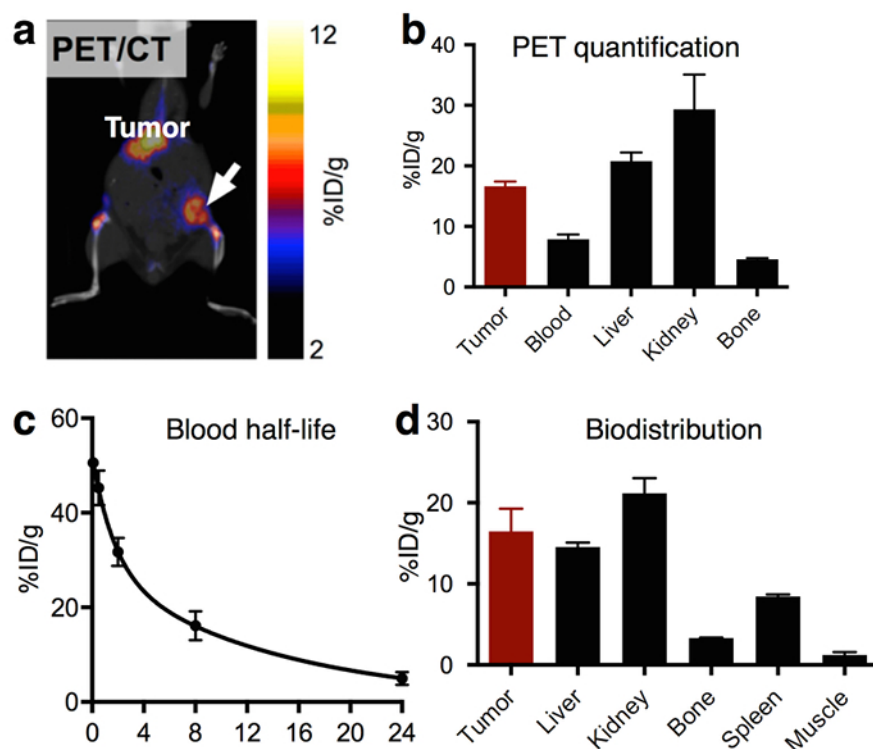 a
PET/CT
Tumor
12
%ID/g
2
b
PET quantification
%ID/g
40
30
20
10
0
Tumor
Blood
Liver
Kidney
Bone
c
Blood half-life
%ID/g
60
40
20
0
0 4 8 12 16 20 24
d
Biodistribution
%ID/g
30
20
10
0
Tumor
Liver
Kidney
Bone
Spleen
Muscle